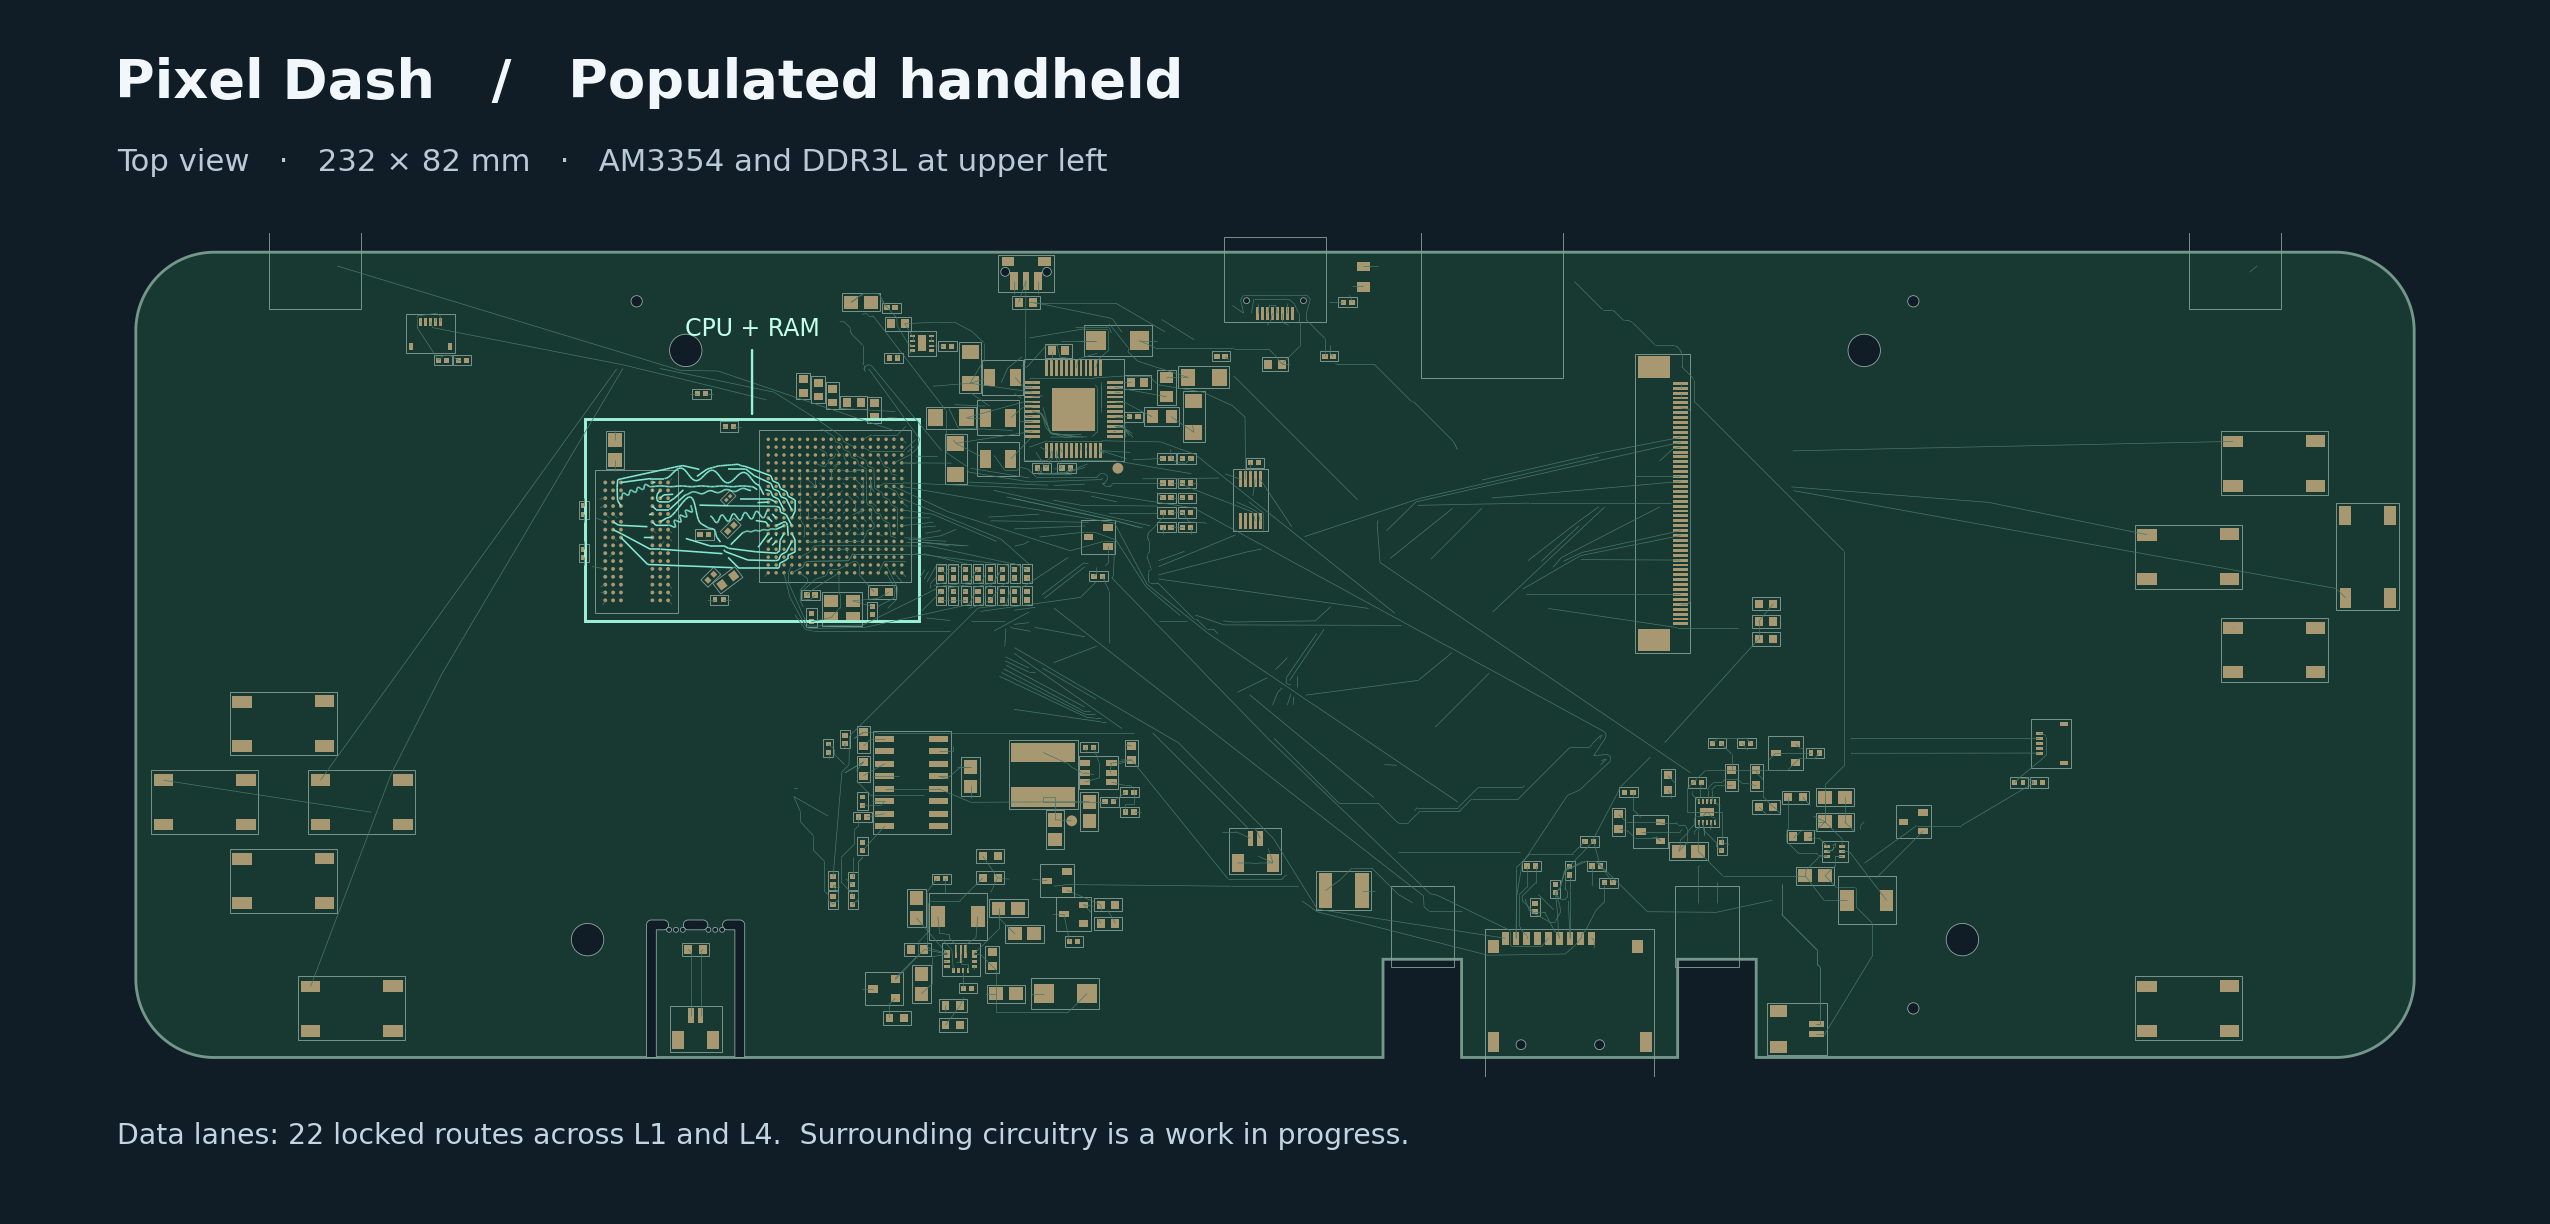 Pixel Dash / Populated handheld
Top view · 232 × 82 mm · AM3354 and DDR3L at upper left
CPU + RAM
Data lanes: 22 locked routes across L1 and L4. Surrounding circuitry is a work in progress.